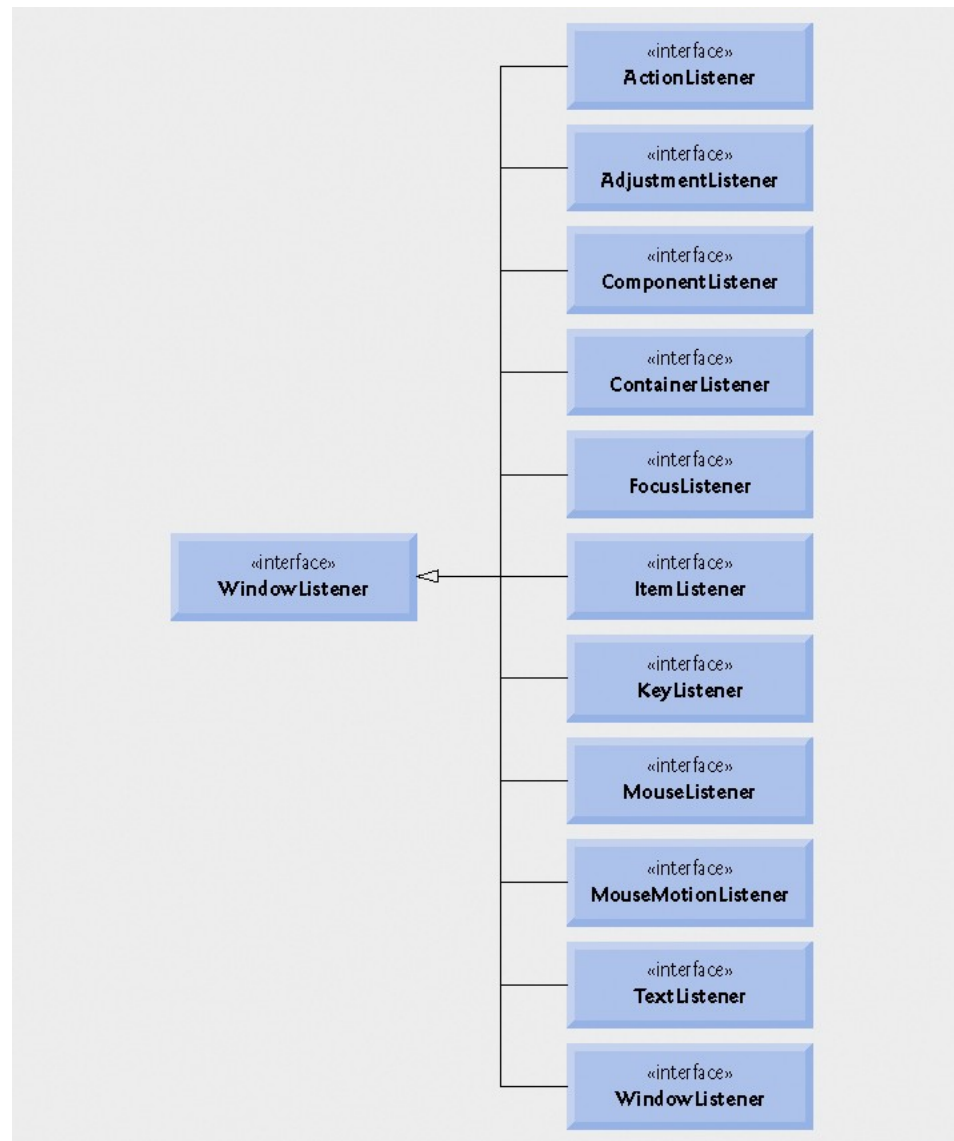 «interface»
ActionListener
«interface»
AdjustmentListener
«interface»
ComponentListener
«interface»
ContainerListener
«interface»
FocusListener
«interface»
WindowListener
«interface»
ItemListener
«interface»
KeyListener
«interface»
MouseListener
«interface»
MouseMotionListener
«interface»
TextListener
«interface»
WindowListener